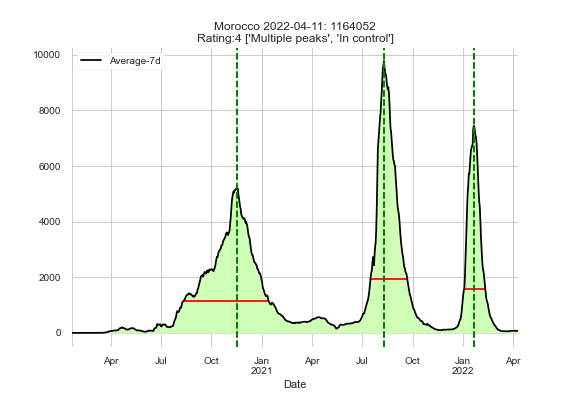 Morocco 2022-04-11: 1164052
Rating:4 ['Multiple peaks', 'In control']
Average-7d
10000
8000
6000
4000
2000
0
Apr Jul Oct Jan Apr Jul Oct Jan Apr
2021 2022
Date